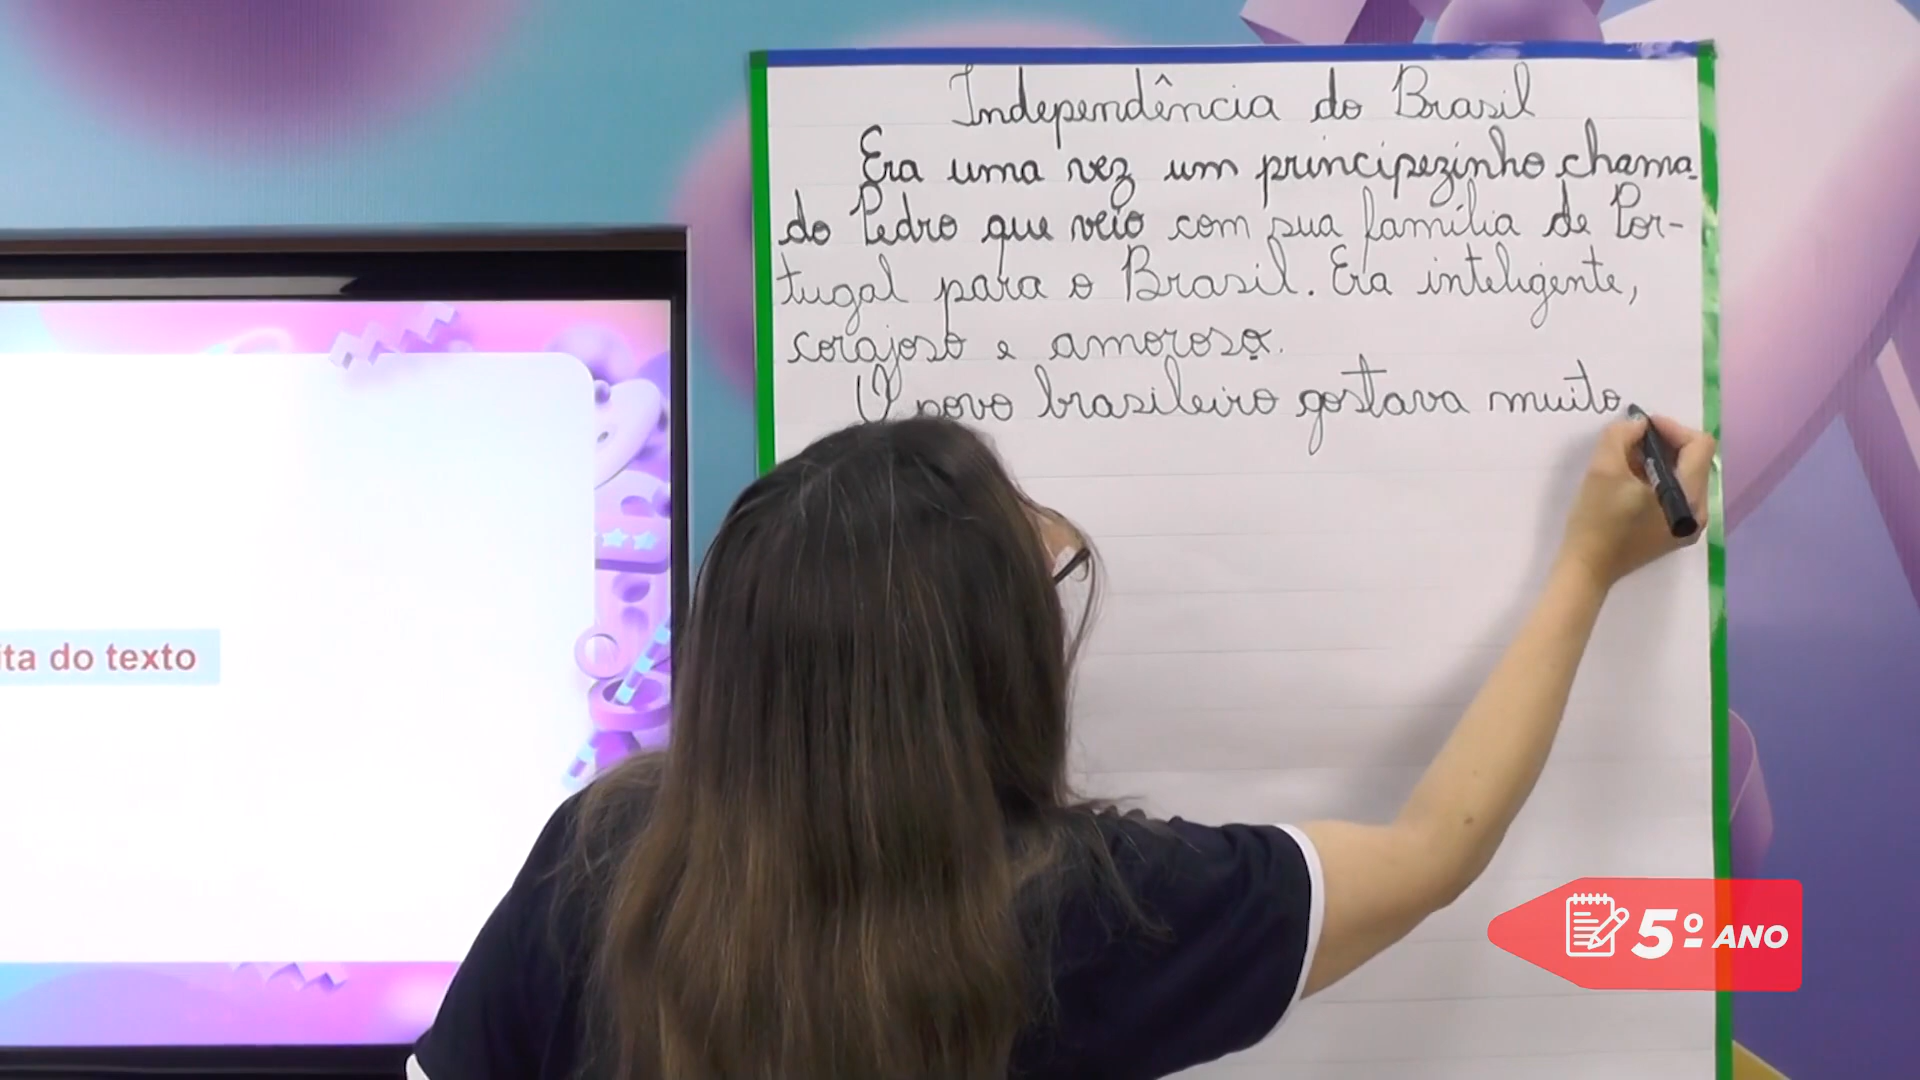 Independência do Brasil
Era uma vez um principezinho chama-
do Pedro que veio com sua família de Por-
tugal para o Brasil. Era inteligente,
corajoso e amoroso.
O povo brasileiro gostava muito
ita do texto
5º ANO